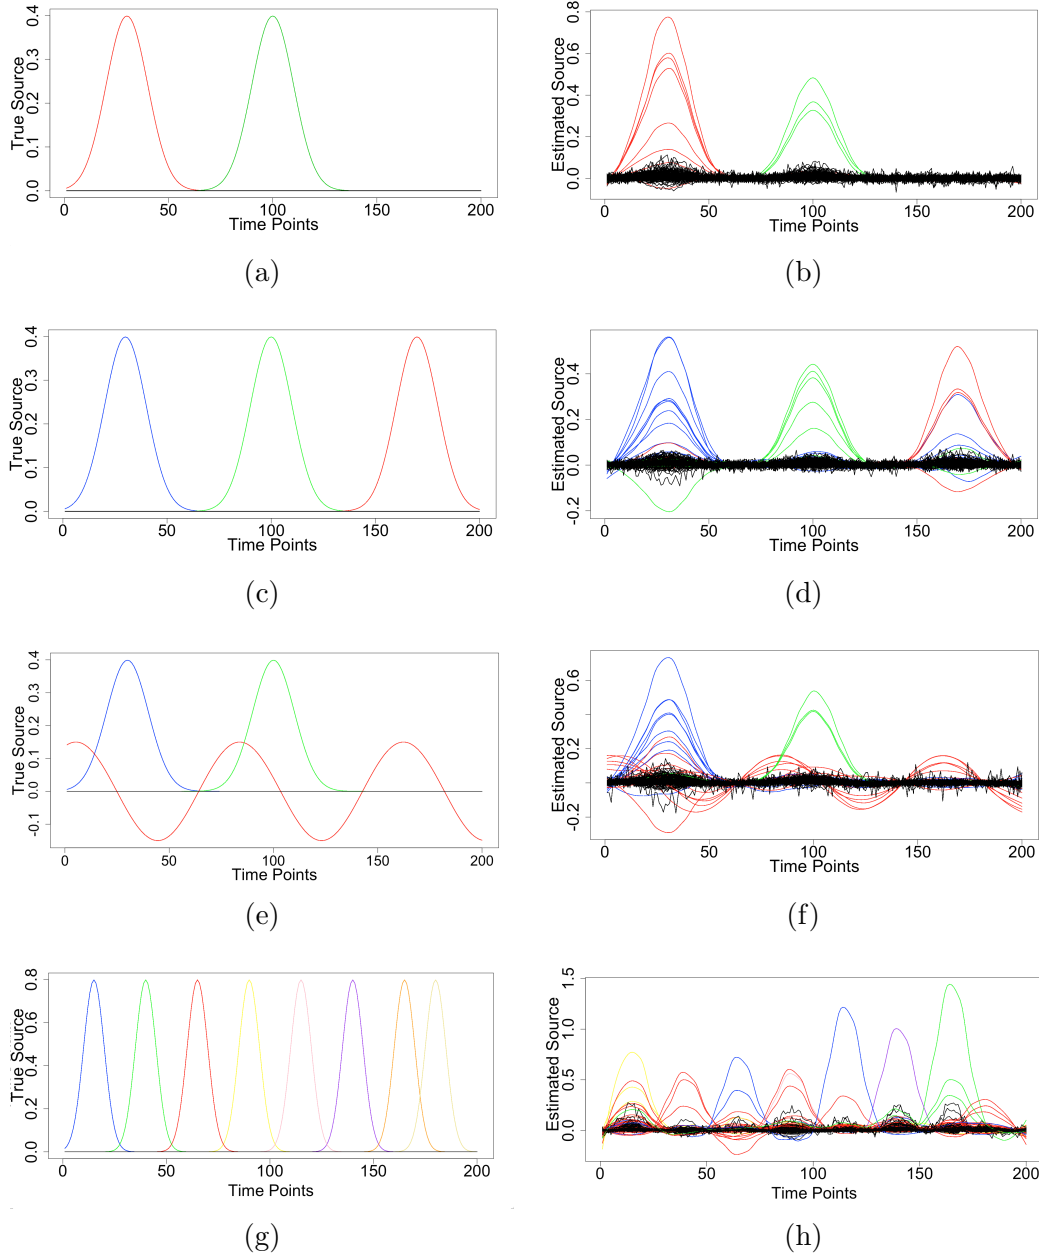 True Source
0.0 0.1 0.2 0.3 0.4
0 50 100 150 200
Time Points
(a)
Estimated Source
0.0 0.2 0.4 0.6 0.8
0 50 100 150 200
Time Points
(b)
True Source
0.0 0.1 0.2 0.3 0.4
0 50 100 150 200
Time Points
(c)
Estimated Source
-0.2 0.0 0.2 0.4
0 50 100 150 200
Time Points
(d)
True Source
-0.1 0.0 0.1 0.2 0.3 0.4
0 50 100 150 200
Time Points
(e)
Estimated Source
-0.2 0.2 0.6
0 50 100 150 200
Time Points
(f)
True Source
0.0 0.2 0.4 0.6 0.8
0 50 100 150 200
Time Points
(g)
Estimated Source
0.0 0.5 1.0 1.5
0 50 100 150 200
Time Points
(h)